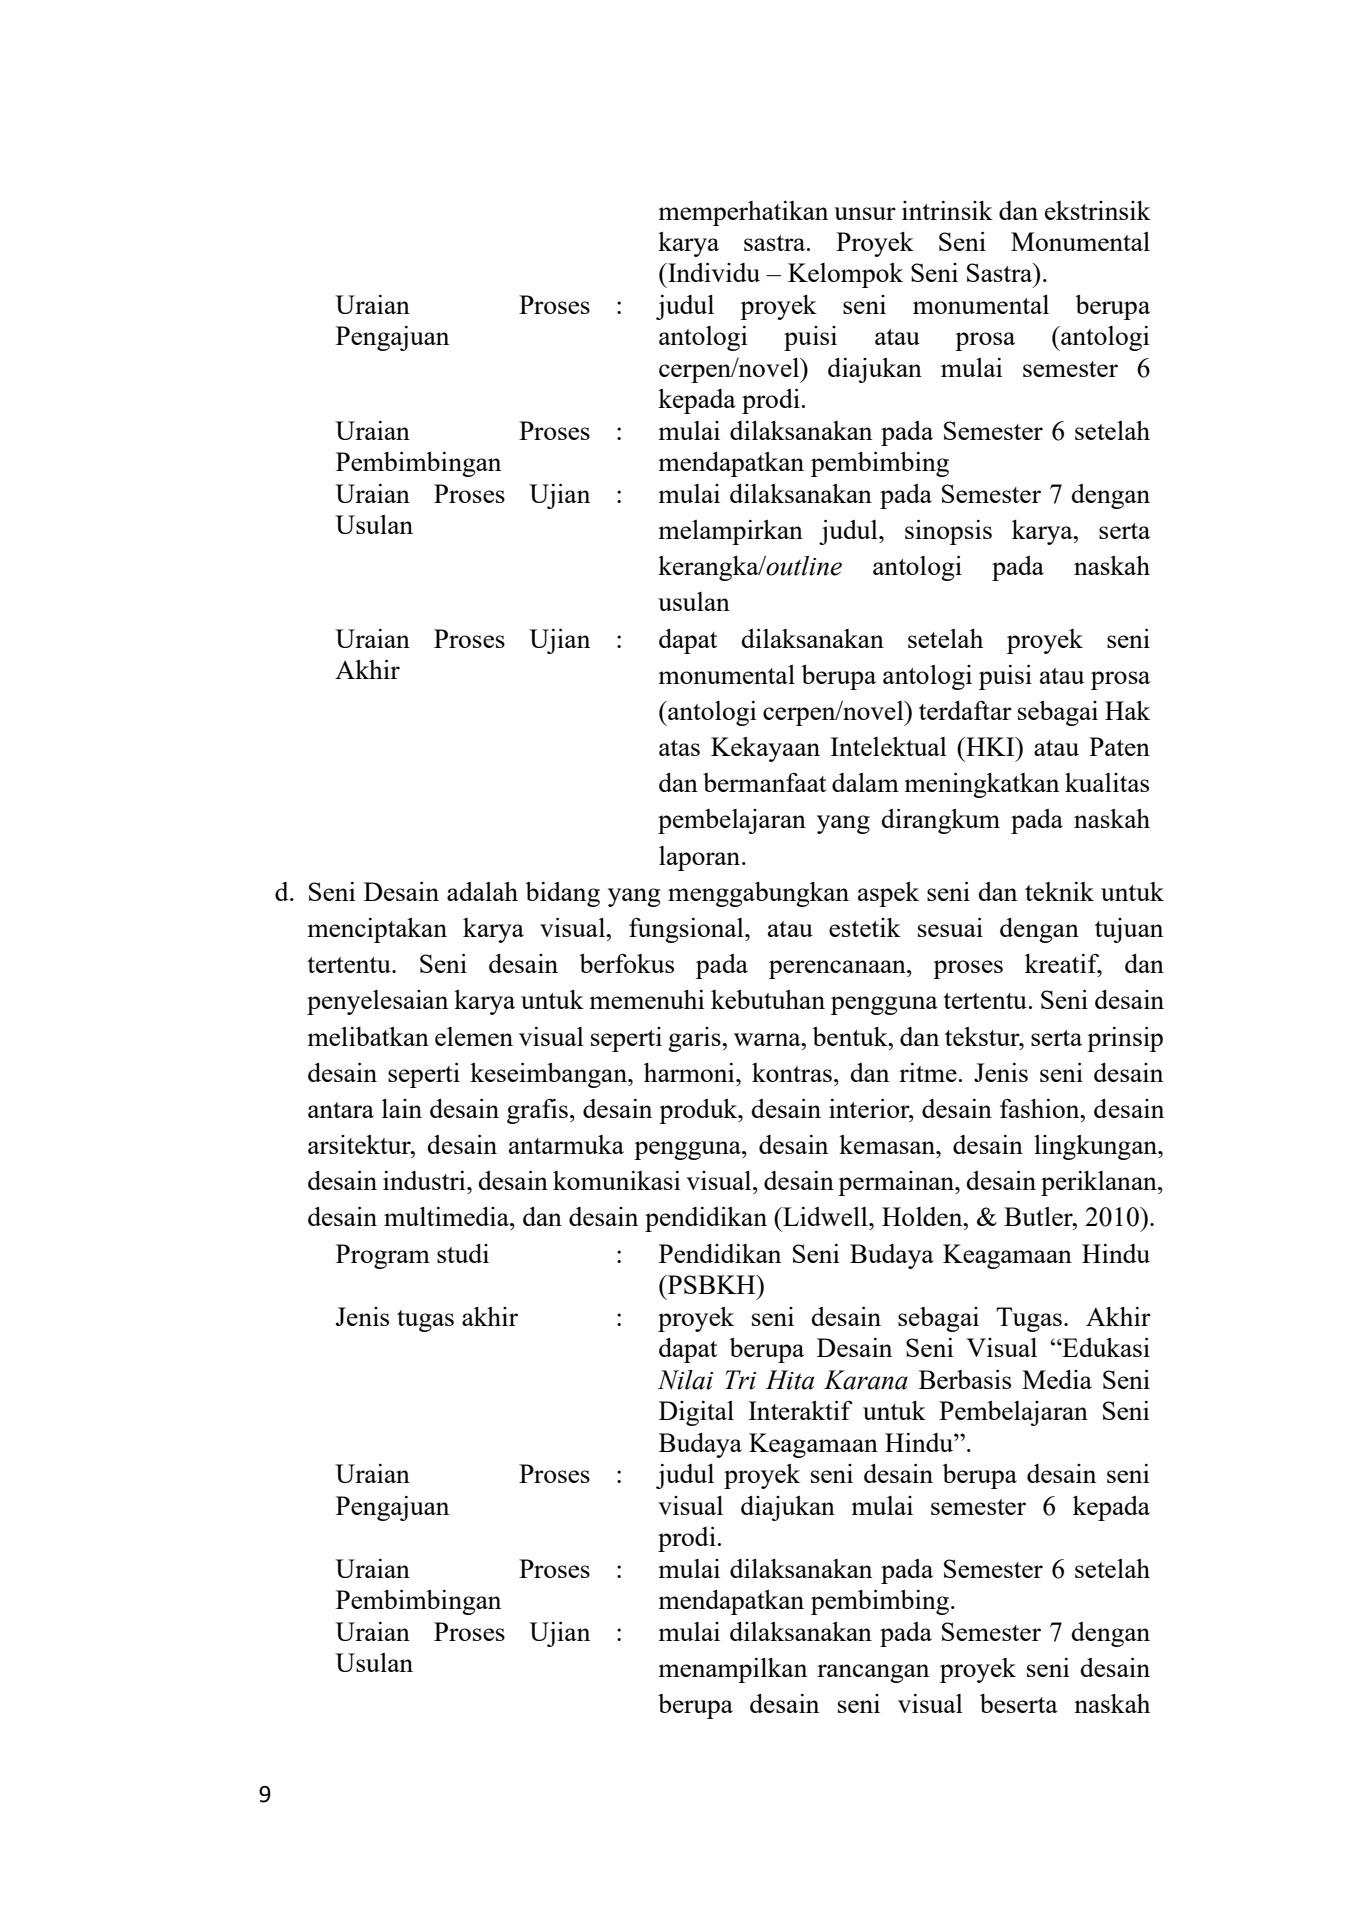 memperhatikan unsur intrinsik dan ekstrinsik
karya sastra. Proyek Seni Monumental
(Individu – Kelompok Seni Sastra).
Uraian Proses : judul proyek seni monumental berupa
Pengajuan antologi puisi atau prosa (antologi
cerpen/novel) diajukan mulai semester 6
kepada prodi.
Uraian Proses : mulai dilaksanakan pada Semester 6 setelah
Pembimbingan mendapatkan pembimbing
Uraian Proses Ujian : mulai dilaksanakan pada Semester 7 dengan
Usulan melampirkan judul, sinopsis karya, serta
kerangka/outline antologi pada naskah
usulan
Uraian Proses Ujian : dapat dilaksanakan setelah proyek seni
Akhir monumental berupa antologi puisi atau prosa
(antologi cerpen/novel) terdaftar sebagai Hak
atas Kekayaan Intelektual (HKI) atau Paten
dan bermanfaat dalam meningkatkan kualitas
pembelajaran yang dirangkum pada naskah
laporan.
d. Seni Desain adalah bidang yang menggabungkan aspek seni dan teknik untuk
menciptakan karya visual, fungsional, atau estetik sesuai dengan tujuan
tertentu. Seni desain berfokus pada perencanaan, proses kreatif, dan
penyelesaian karya untuk memenuhi kebutuhan pengguna tertentu. Seni desain
melibatkan elemen visual seperti garis, warna, bentuk, dan tekstur, serta prinsip
desain seperti keseimbangan, harmoni, kontras, dan ritme. Jenis seni desain
antara lain desain grafis, desain produk, desain interior, desain fashion, desain
arsitektur, desain antarmuka pengguna, desain kemasan, desain lingkungan,
desain industri, desain komunikasi visual, desain permainan, desain periklanan,
desain multimedia, dan desain pendidikan (Lidwell, Holden, & Butler, 2010).
Program studi : Pendidikan Seni Budaya Keagamaan Hindu
(PSBKH)
Jenis tugas akhir : proyek seni desain sebagai Tugas. Akhir
dapat berupa Desain Seni Visual “Edukasi
Nilai Tri Hita Karana Berbasis Media Seni
Digital Interaktif untuk Pembelajaran Seni
Budaya Keagamaan Hindu”.
Uraian Proses : judul proyek seni desain berupa desain seni
Pengajuan visual diajukan mulai semester 6 kepada
prodi.
Uraian Proses : mulai dilaksanakan pada Semester 6 setelah
Pembimbingan mendapatkan pembimbing.
Uraian Proses Ujian : mulai dilaksanakan pada Semester 7 dengan
Usulan menampilkan rancangan proyek seni desain
berupa desain seni visual beserta naskah
9